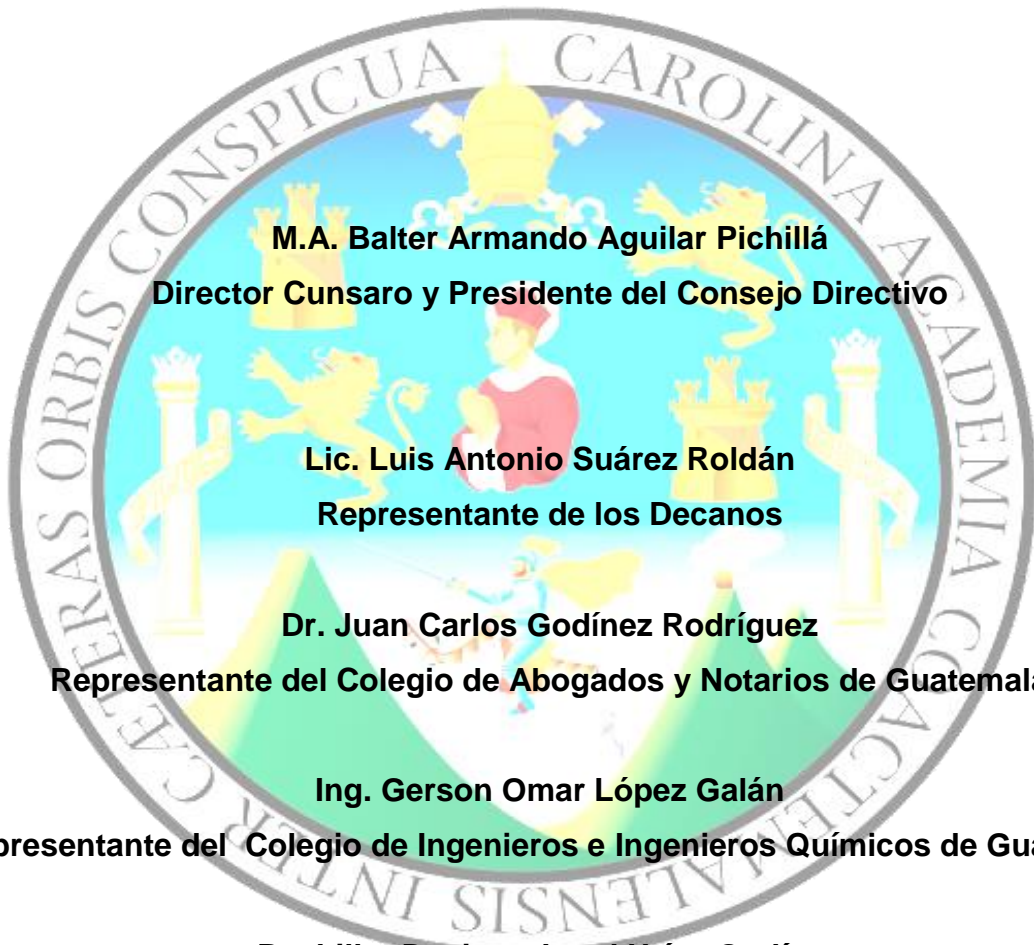 CAROLINA ACADEMIA COACTEMALENSIS INTER CÆTERAS ORBIS CONSPICUA
M.A. Balter Armando Aguilar Pichillá
Director Cunsaro y Presidente del Consejo Directivo
Lic. Luis Antonio Suárez Roldán
Representante de los Decanos
Dr. Juan Carlos Godínez Rodríguez
Representante del Colegio de Abogados y Notarios de Guatemala
Ing. Gerson Omar López Galán
presentante del Colegio de Ingenieros e Ingenieros Químicos de Gua